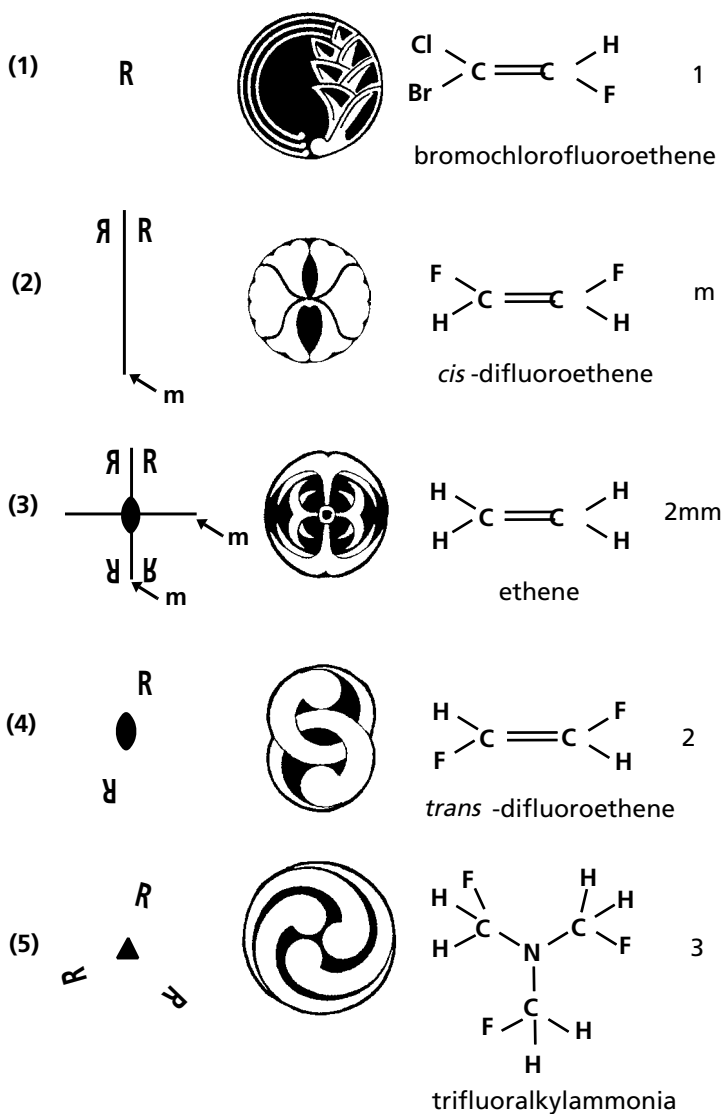 (1) R Cl H
C C 1
Br F
bromochlorofluoroethene
R R
(2) F F m
C C
H H
m cis -difluoroethene
R R
(3) H H 2mm
C C
m H H
R R
m ethene
R
(4) H F
C C 2
F H
R trans -difluoroethene
R F H
H H
(5) C C 3
R H N F
R C
F H
H
trifluoralkylammonia